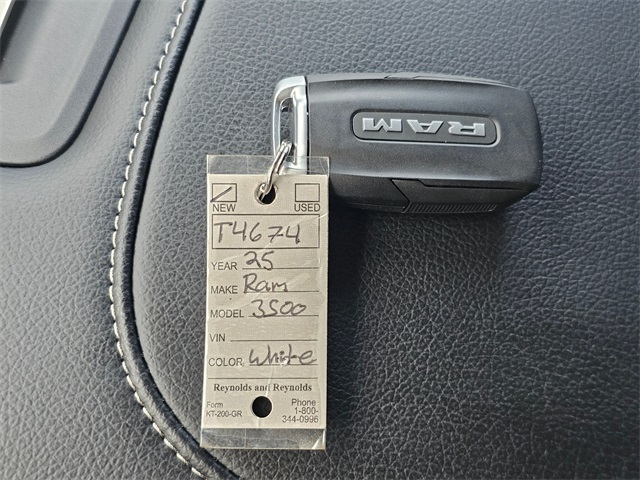 RAM
NEW USED
T4674
YEAR 25
MAKE Ram
MODEL 3500
VIN
COLOR White
Reynolds and Reynolds
Form
KT-200-GR
Phone
1-800-
344-0996